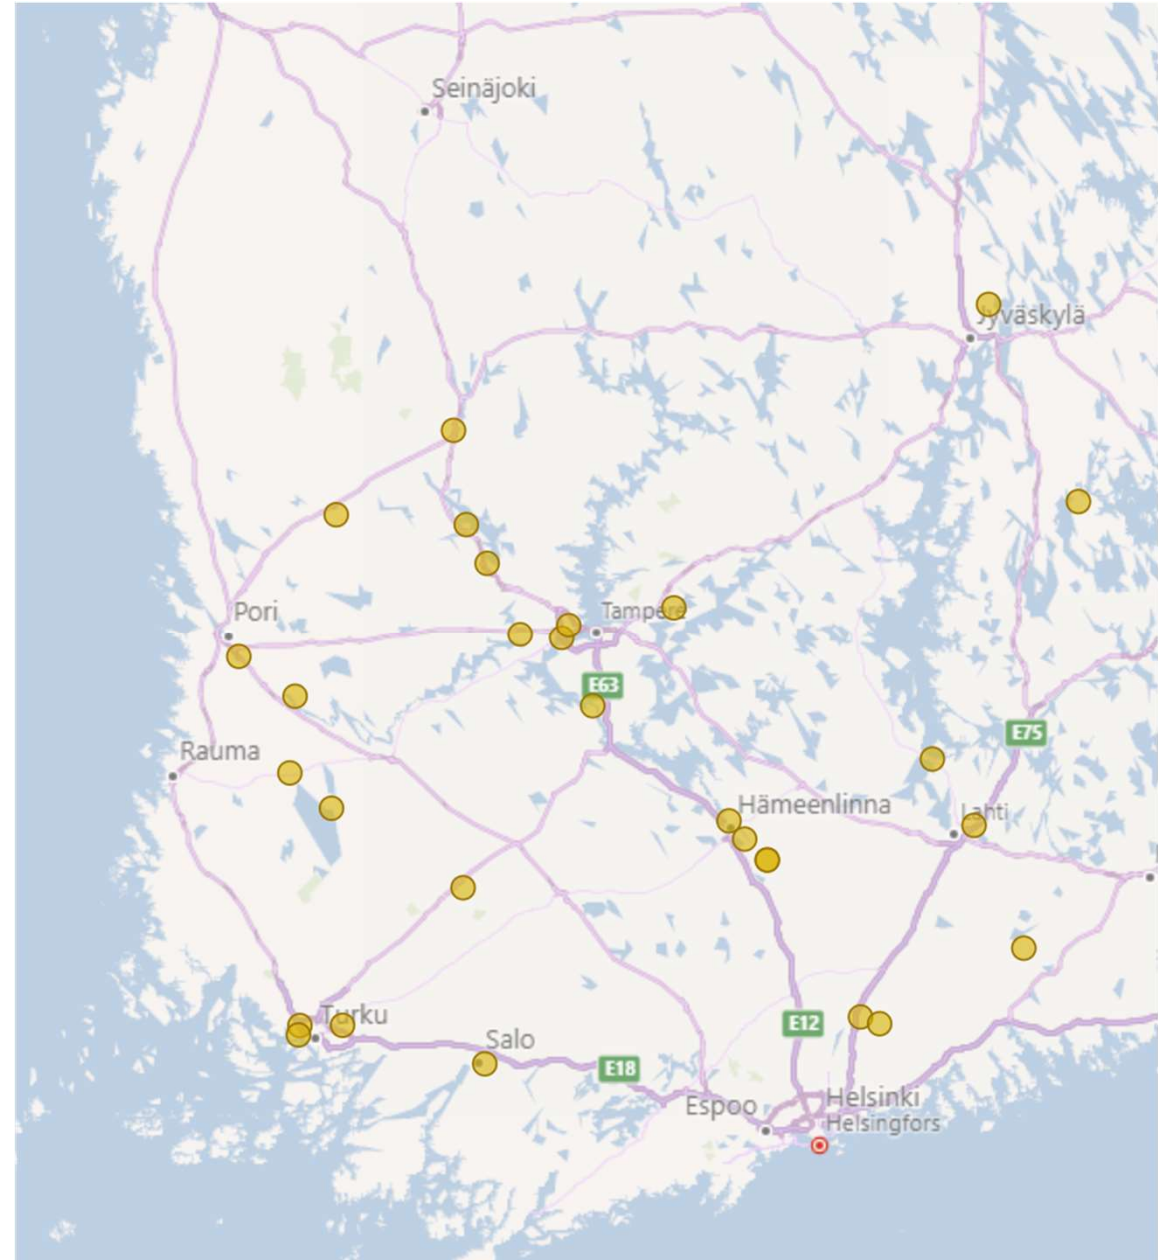 Seinäjoki
Jyväskylä
Pori
Tampere
E63
Rauma
E75
Hämeenlinna
Lahti
Turku
E12
Salo
E18
Espoo
Helsinki
Helsingfors